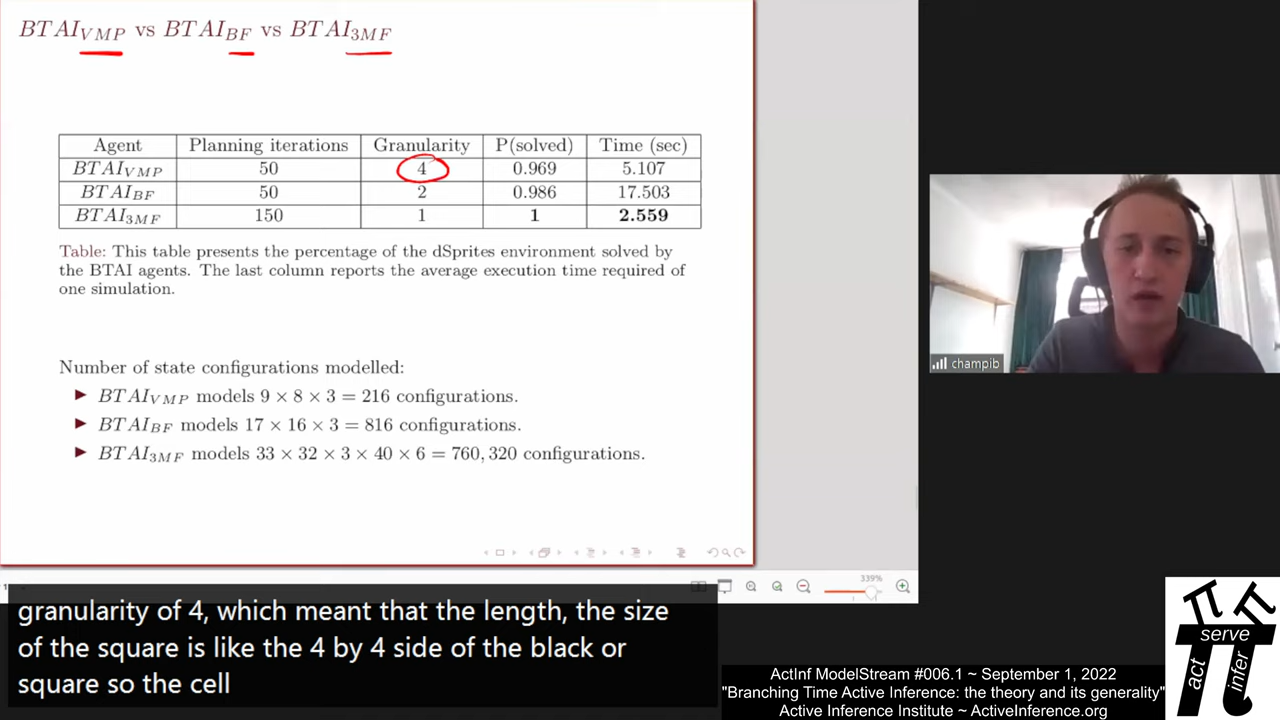 BTAI_VMP vs BTAI_BF vs BTAI_3MF
Agent Planning iterations Granularity P(solved) Time (sec)
BTAI_VMP 50 4 0.969 5.107
BTAI_BF 50 2 0.986 17.503
BTAI_3MF 150 1 1 2.559
Table: This table presents the percentage of the dSprites environment solved by
the BTAI agents. The last column reports the average execution time required of
one simulation.
Number of state configurations modelled:
▶ BTAI_VMP models 9 × 8 × 3 = 216 configurations.
▶ BTAI_BF models 17 × 16 × 3 = 816 configurations.
▶ BTAI_3MF models 33 × 32 × 3 × 40 × 6 = 760, 320 configurations.
339%
champib
granularity of 4, which meant that the length, the size
of the square is like the 4 by 4 side of the black or
square so the cell
ActInf ModelStream #006.1 ~ September 1, 2022
"Branching Time Active Inference: the theory and its generality"
Active Inference Institute ~ ActiveInference.org
π π
serve
act
infer